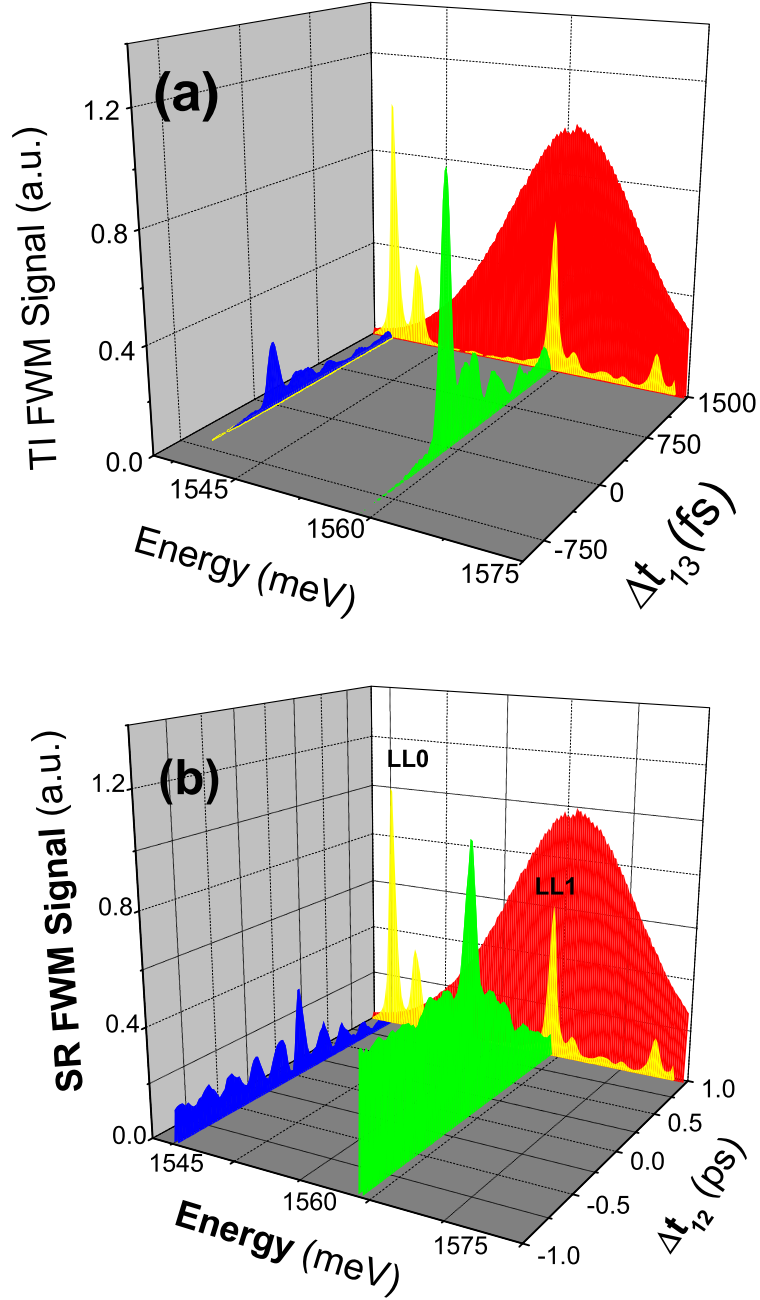 (a)
TI FWM Signal (a.u.)
1.2
0.8
0.4
0.0
1545
1560
1575
Energy (meV)
1500
750
0
-750
Δt13 (fs)
(b)
SR FWM Signal (a.u.)
LL0
LL1
1.2
0.8
0.4
0.0
1545
1560
1575
Energy (meV)
1.0
0.5
0.0
-0.5
-1.0
Δt12 (ps)